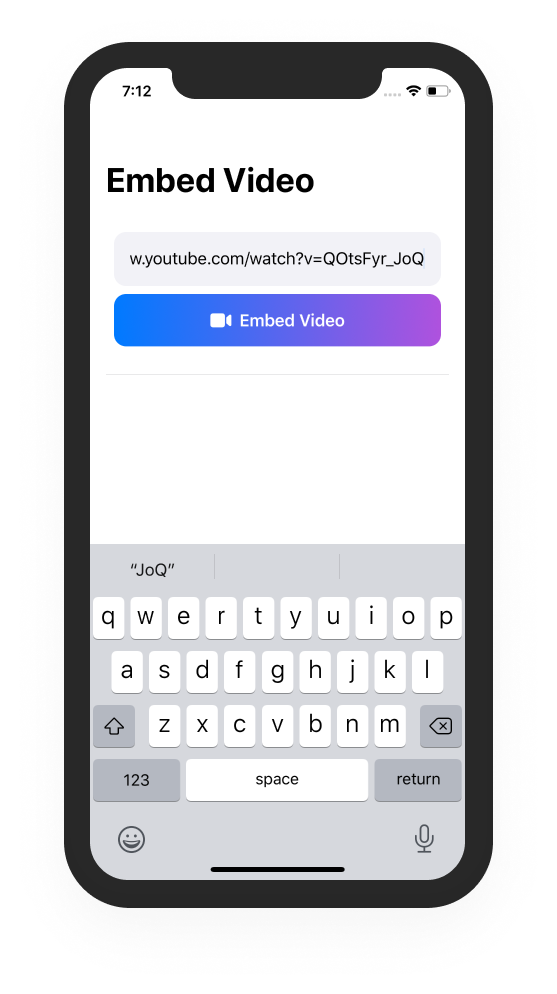 7:12
Embed Video
w.youtube.com/watch?v=QOtsFyr_JoQ
Embed Video
“JoQ”
q w e r t y u i o p
a s d f g h j k l
z x c v b n m
123 space return